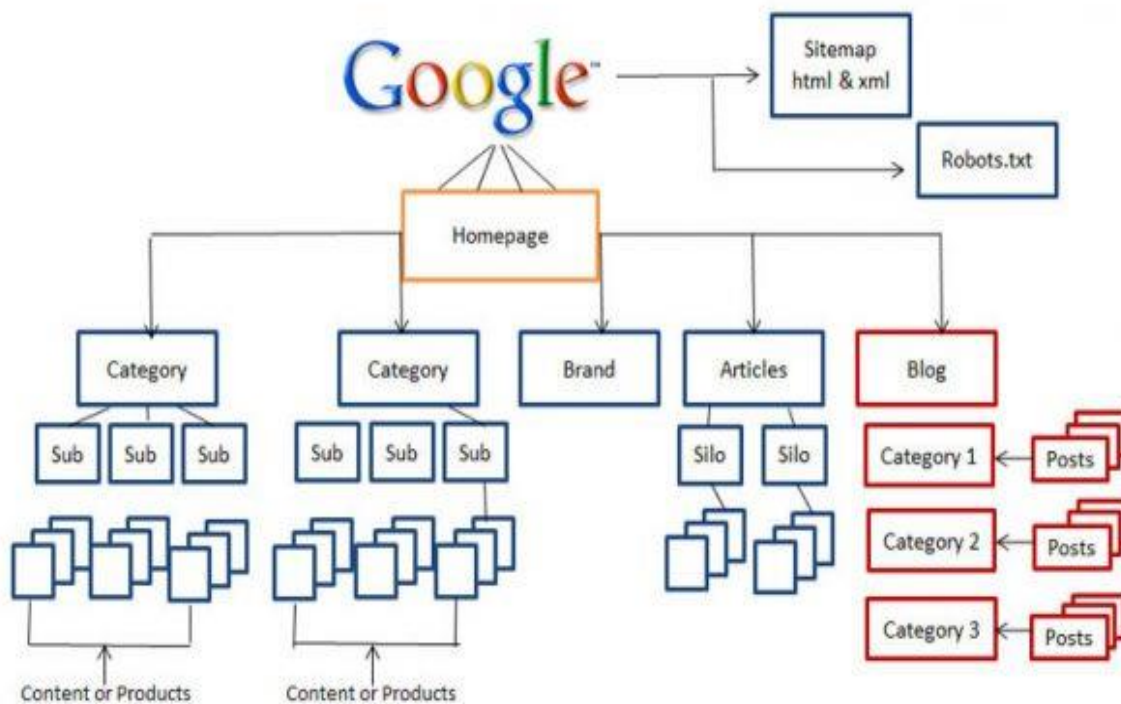 Google™
Sitemap
html & xml
Robots.txt
Homepage
Category
Category
Brand
Articles
Blog
Sub
Sub
Sub
Sub
Sub
Sub
Silo
Silo
Category 1
Posts
Category 2
Posts
Category 3
Posts
Content or Products
Content or Products